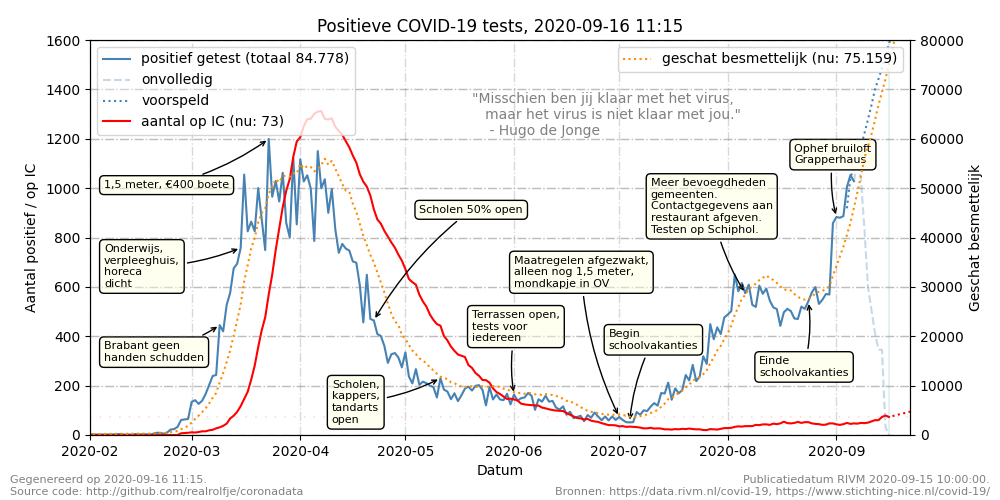 Positieve COVID-19 tests, 2020-09-16 11:15
positief getest (totaal 84.778)
onvolledig
voorspeld
aantal op IC (nu: 73)
geschat besmettelijk (nu: 75.159)
"Misschien ben jij klaar met het virus,
maar het virus is niet klaar met jou."
- Hugo de Jonge
Ophef bruiloft
Grapperhaus
1,5 meter, €400 boete
Meer bevoegdheden
gemeenten.
Contactgegevens aan
restaurant afgeven.
Testen op Schiphol.
Scholen 50% open
Onderwijs,
verpleeghuis,
horeca
dicht
Maatregelen afgezwakt,
alleen nog 1,5 meter,
mondkapje in OV
Terrassen open,
tests voor
iedereen
Brabant geen
handen schudden
Begin
schoolvakanties
Einde
schoolvakanties
Scholen,
kappers,
tandarts
open
Aantal positief / op IC
1600
1400
1200
1000
800
600
400
200
0
Geschat besmettelijk
80000
70000
60000
50000
40000
30000
20000
10000
0
2020-02 2020-03 2020-04 2020-05 2020-06 2020-07 2020-08 2020-09
Datum
Gegenereerd op 2020-09-16 11:15.
Source code: http://github.com/realrolfje/coronadata
Publicatiedatum RIVM 2020-09-15 10:00:00.
Bronnen: https://data.rivm.nl/covid-19, https://www.stichting-nice.nl/covid-19/